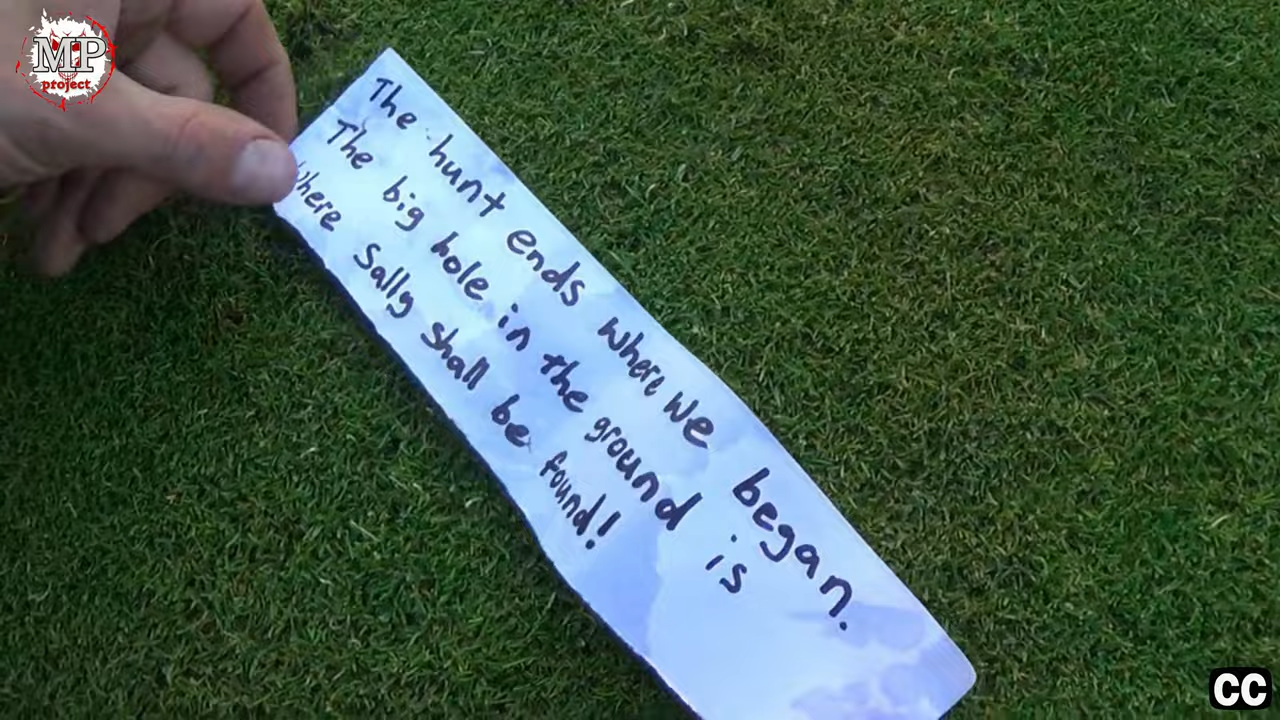 MP
project
The hunt ends where we began.
The big hole in the ground is
where Sally shall be found!
CC